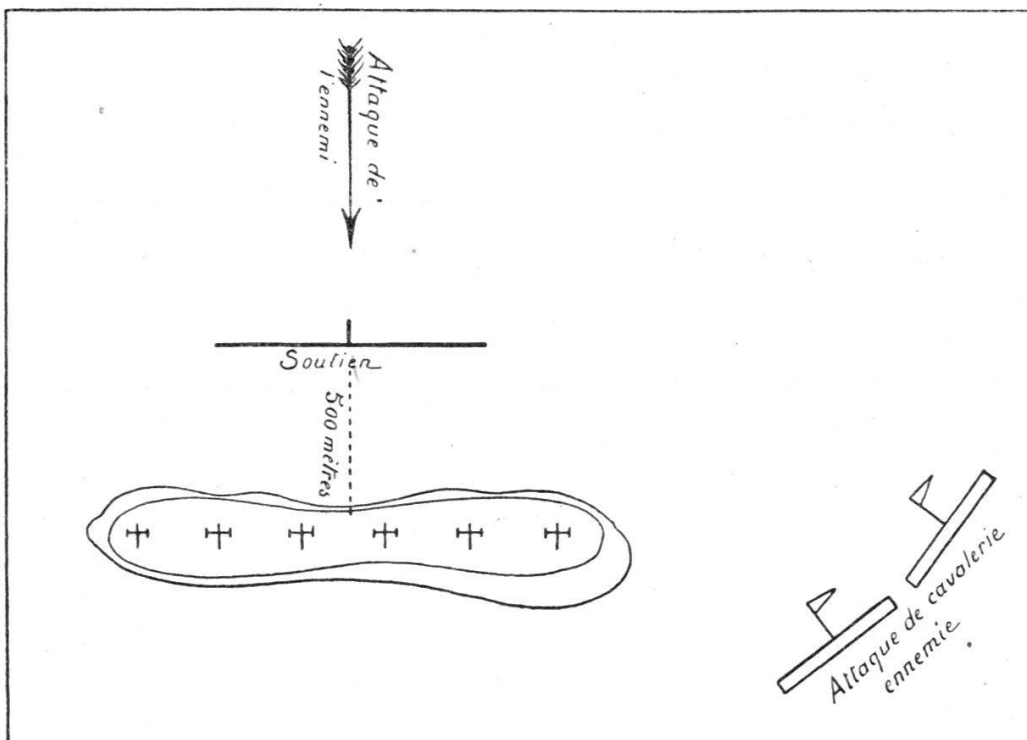 Attaque de
l'ennemi
Soutien
500 mètres
Attaque de cavalerie
ennemie